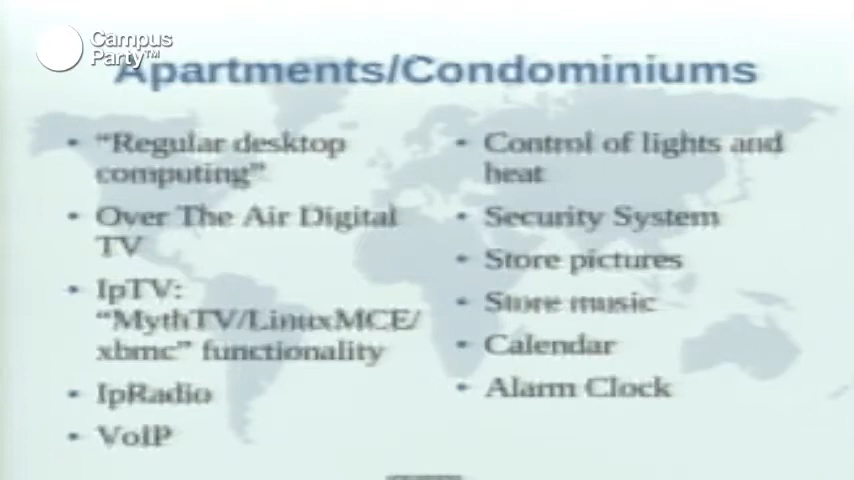 Campus
Party™
Apartments/Condominiums
• “Regular desktop
computing”
• Over The Air Digital
TV
• IpTV:
“MythTV/LinuxMCE/
xbmc” functionality
• IpRadio
• VoIP
• Control of lights and
heat
• Security System
• Store pictures
• Store music
• Calendar
• Alarm Clock